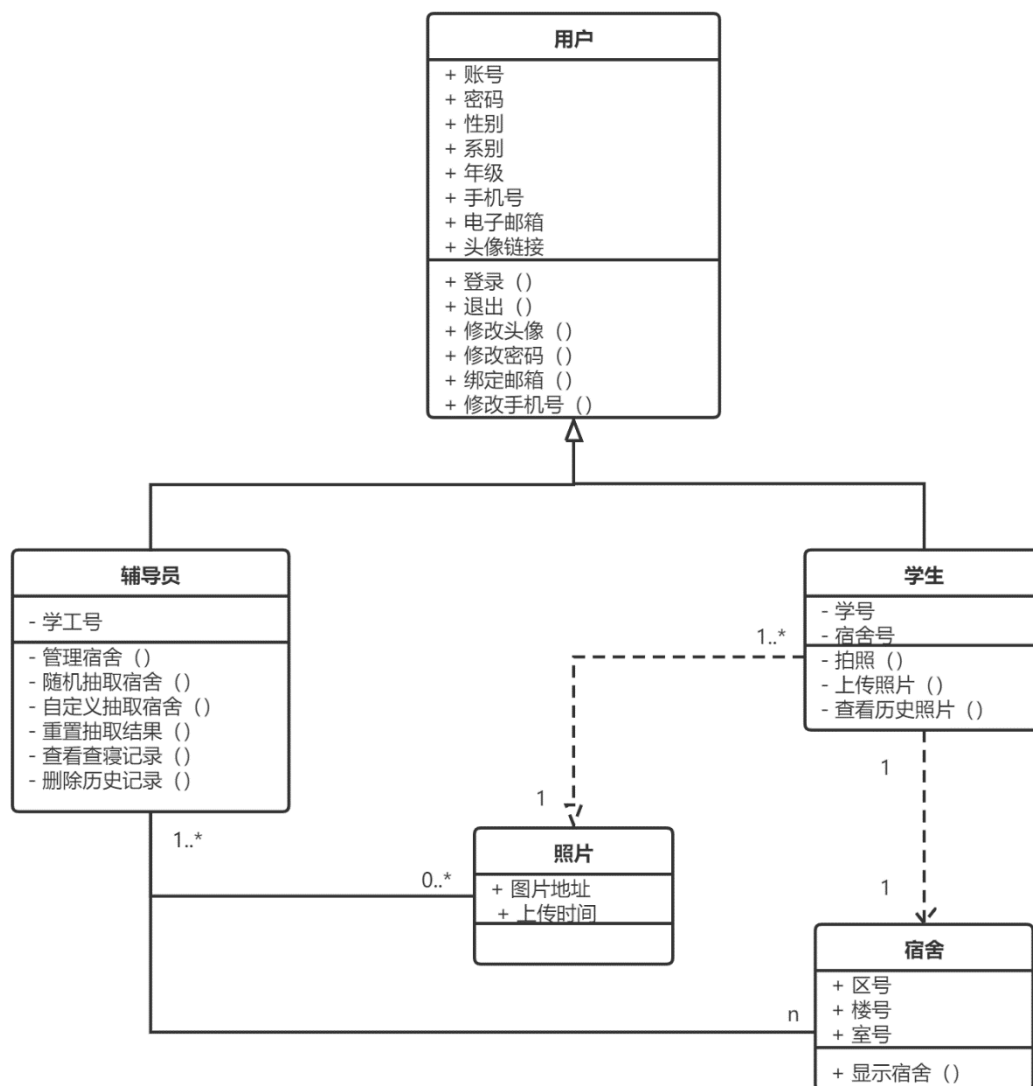 用户
+ 账号
+ 密码
+ 性别
+ 系别
+ 年级
+ 手机号
+ 电子邮箱
+ 头像链接
+ 登录（）
+ 退出（）
+ 修改头像（）
+ 修改密码（）
+ 绑定邮箱（）
+ 修改手机号（）
辅导员
- 学工号
- 管理宿舍（）
- 随机抽取宿舍（）
- 自定义抽取宿舍（）
- 重置抽取结果（）
- 查看查寝记录（）
- 删除历史记录（）
学生
- 学号
- 宿舍号
- 拍照（）
- 上传照片（）
- 查看历史照片（）
1..*
1
1
1..*
0..*
照片
+ 图片地址
+ 上传时间
1
n
宿舍
+ 区号
+ 楼号
+ 室号
+ 显示宿舍（）